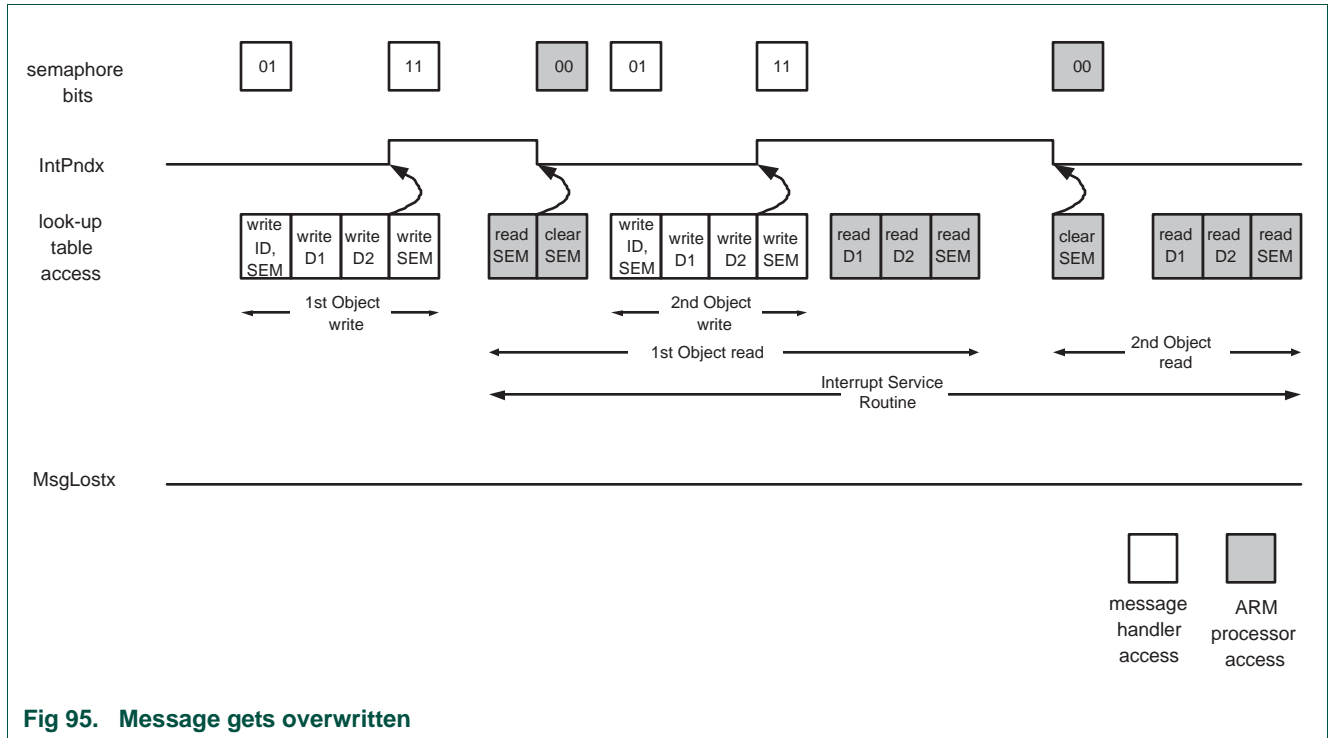 semaphore
bits
01
11
00
01
11
00
IntPndx
look-up
table
access
write
ID,
SEM
write
D1
write
D2
write
SEM
read
SEM
clear
SEM
write
ID,
SEM
write
D1
write
D2
write
SEM
read
D1
read
D2
read
SEM
clear
SEM
read
D1
read
D2
read
SEM
1st Object
write
2nd Object
write
1st Object read
2nd Object
read
Interrupt Service
Routine
MsgLostx
message
handler
access
ARM
processor
access
Fig 95. Message gets overwritten